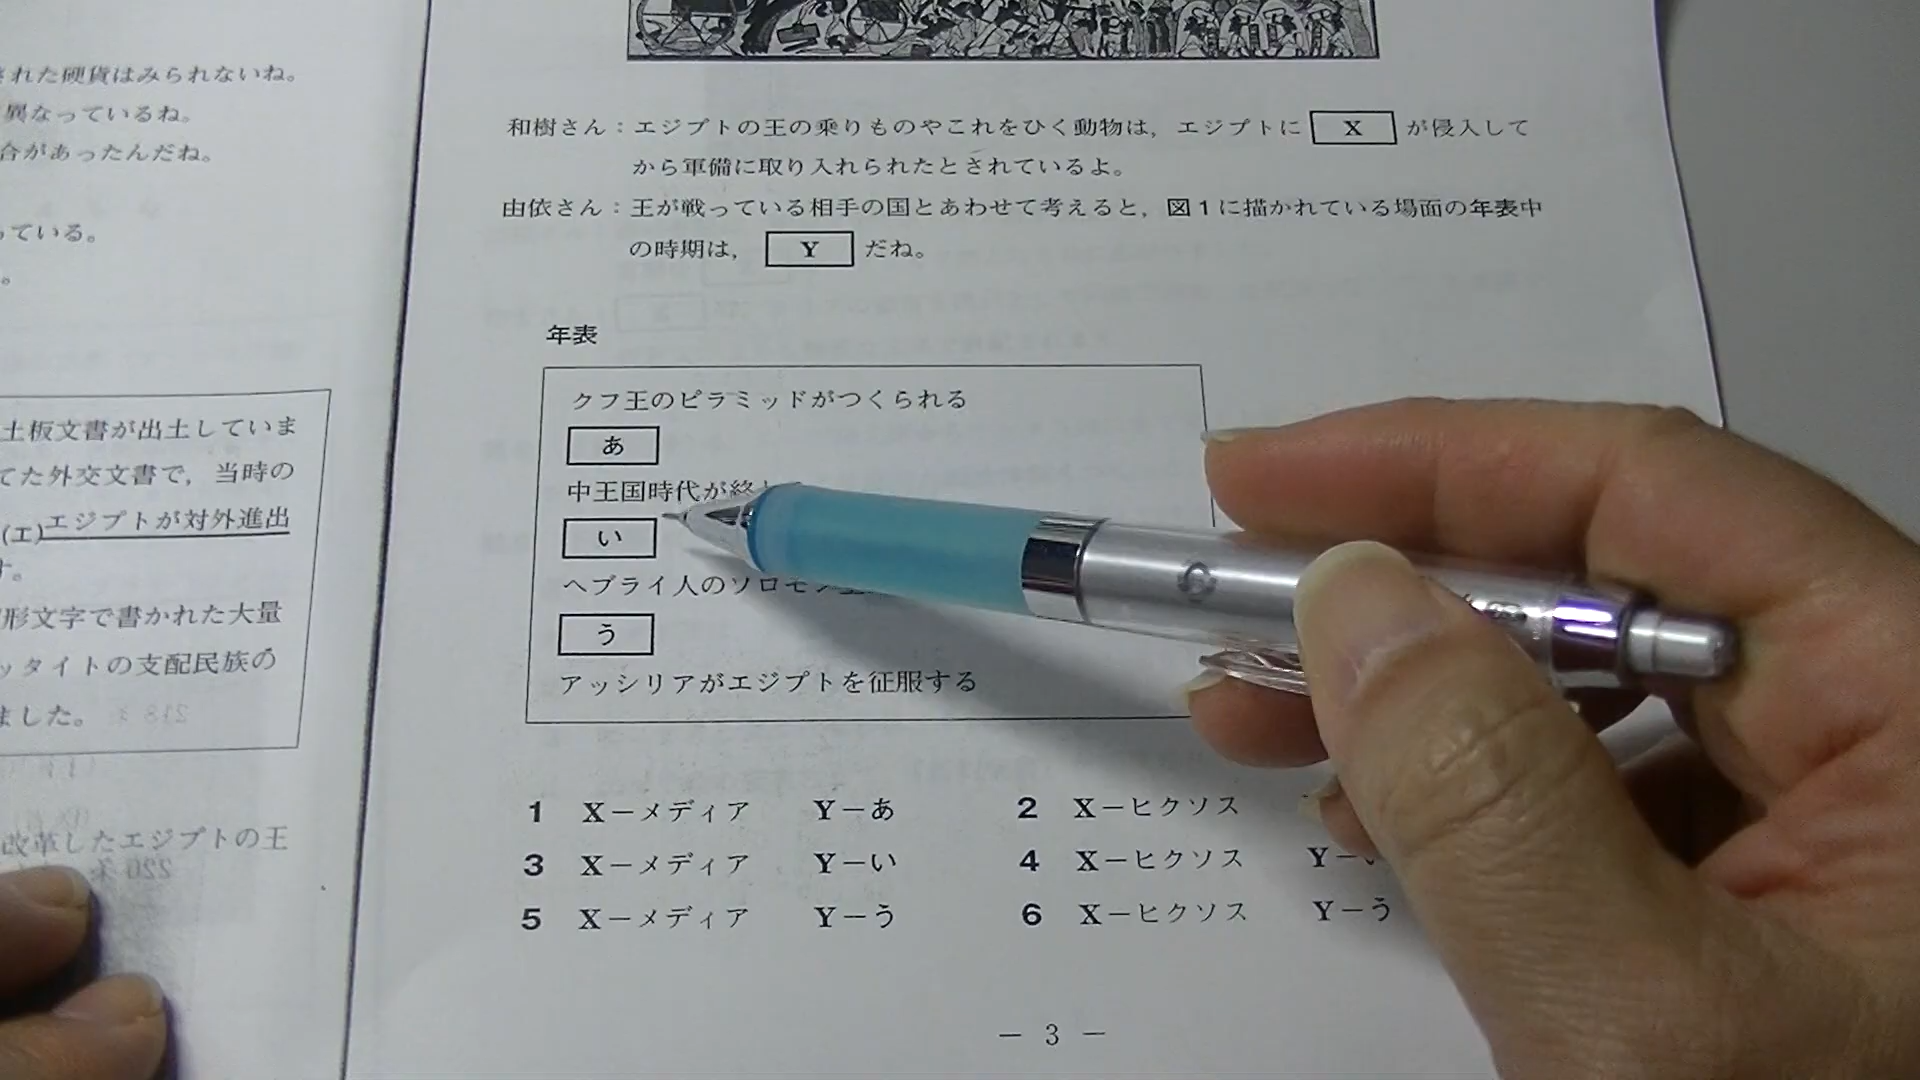 された硬貨はみられないね。
異なっているね。
合があったんだね。
っている。
。
土板文書が出土していま
てた外交文書で，当時の
(エ)エジプトが対外進出
す。
形文字で書かれた大量
ッタイトの支配民族の
ました。
改革したエジプトの王
和樹さん：エジプトの王の乗りものやこれをひく動物は，エジプトに X が侵入して
から軍備に取り入れられたとされているよ。
由依さん：王が戦っている相手の国とあわせて考えると，図1に描かれている場面の年表中
の時期は， Y だね。
年表
クフ王のピラミッドがつくられる
あ
中王国時代が終
い
ヘブライ人のソロモン
う
アッシリアがエジプトを征服する
1 X－メディア Y－あ 2 X－ヒクソス
3 X－メディア Y－い 4 X－ヒクソス Y－い
5 X－メディア Y－う 6 X－ヒクソス Y－う
－ 3 －